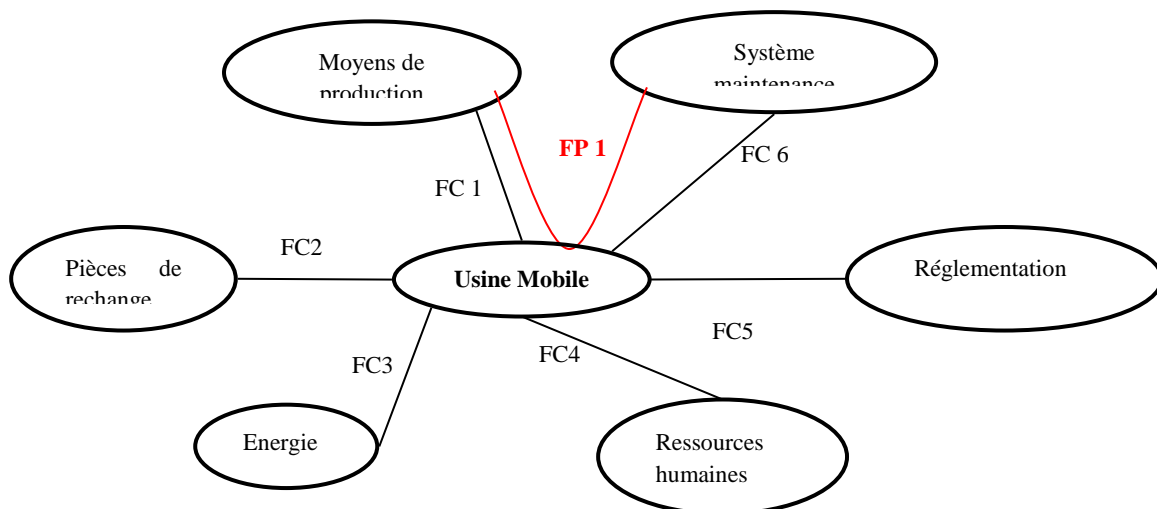 Moyens de
production
Système
maintenance
FP 1
FC 6
FC 1
FC2
Pièces de
rechange
Usine Mobile
Réglementation
FC5
FC4
FC3
Energie
Ressources
humaines